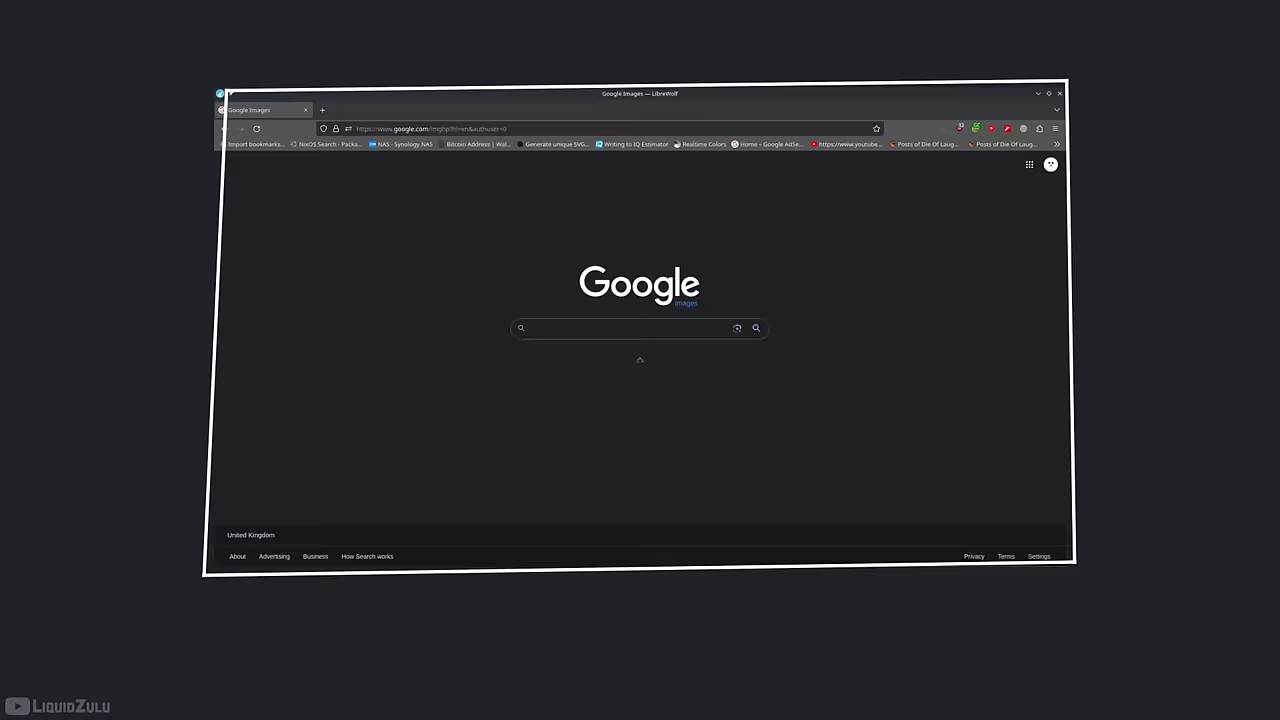 Google Images — LibreWolf
Google Images
https://www.google.com/imghp?hl=en&authuser=0
Import bookmarks... NixOS Search - Packa... NAS - Synology NAS Bitcoin Address | Wal... Generate unique SVG... Writing to IQ Estimator Realtime Colors Home – Google AdSe... https://www.youtube... Posts of Die Of Laug... Posts of Die Of Laug...
Google
Images
United Kingdom
About Advertising Business How Search works Privacy Terms Settings
LiquidZulu